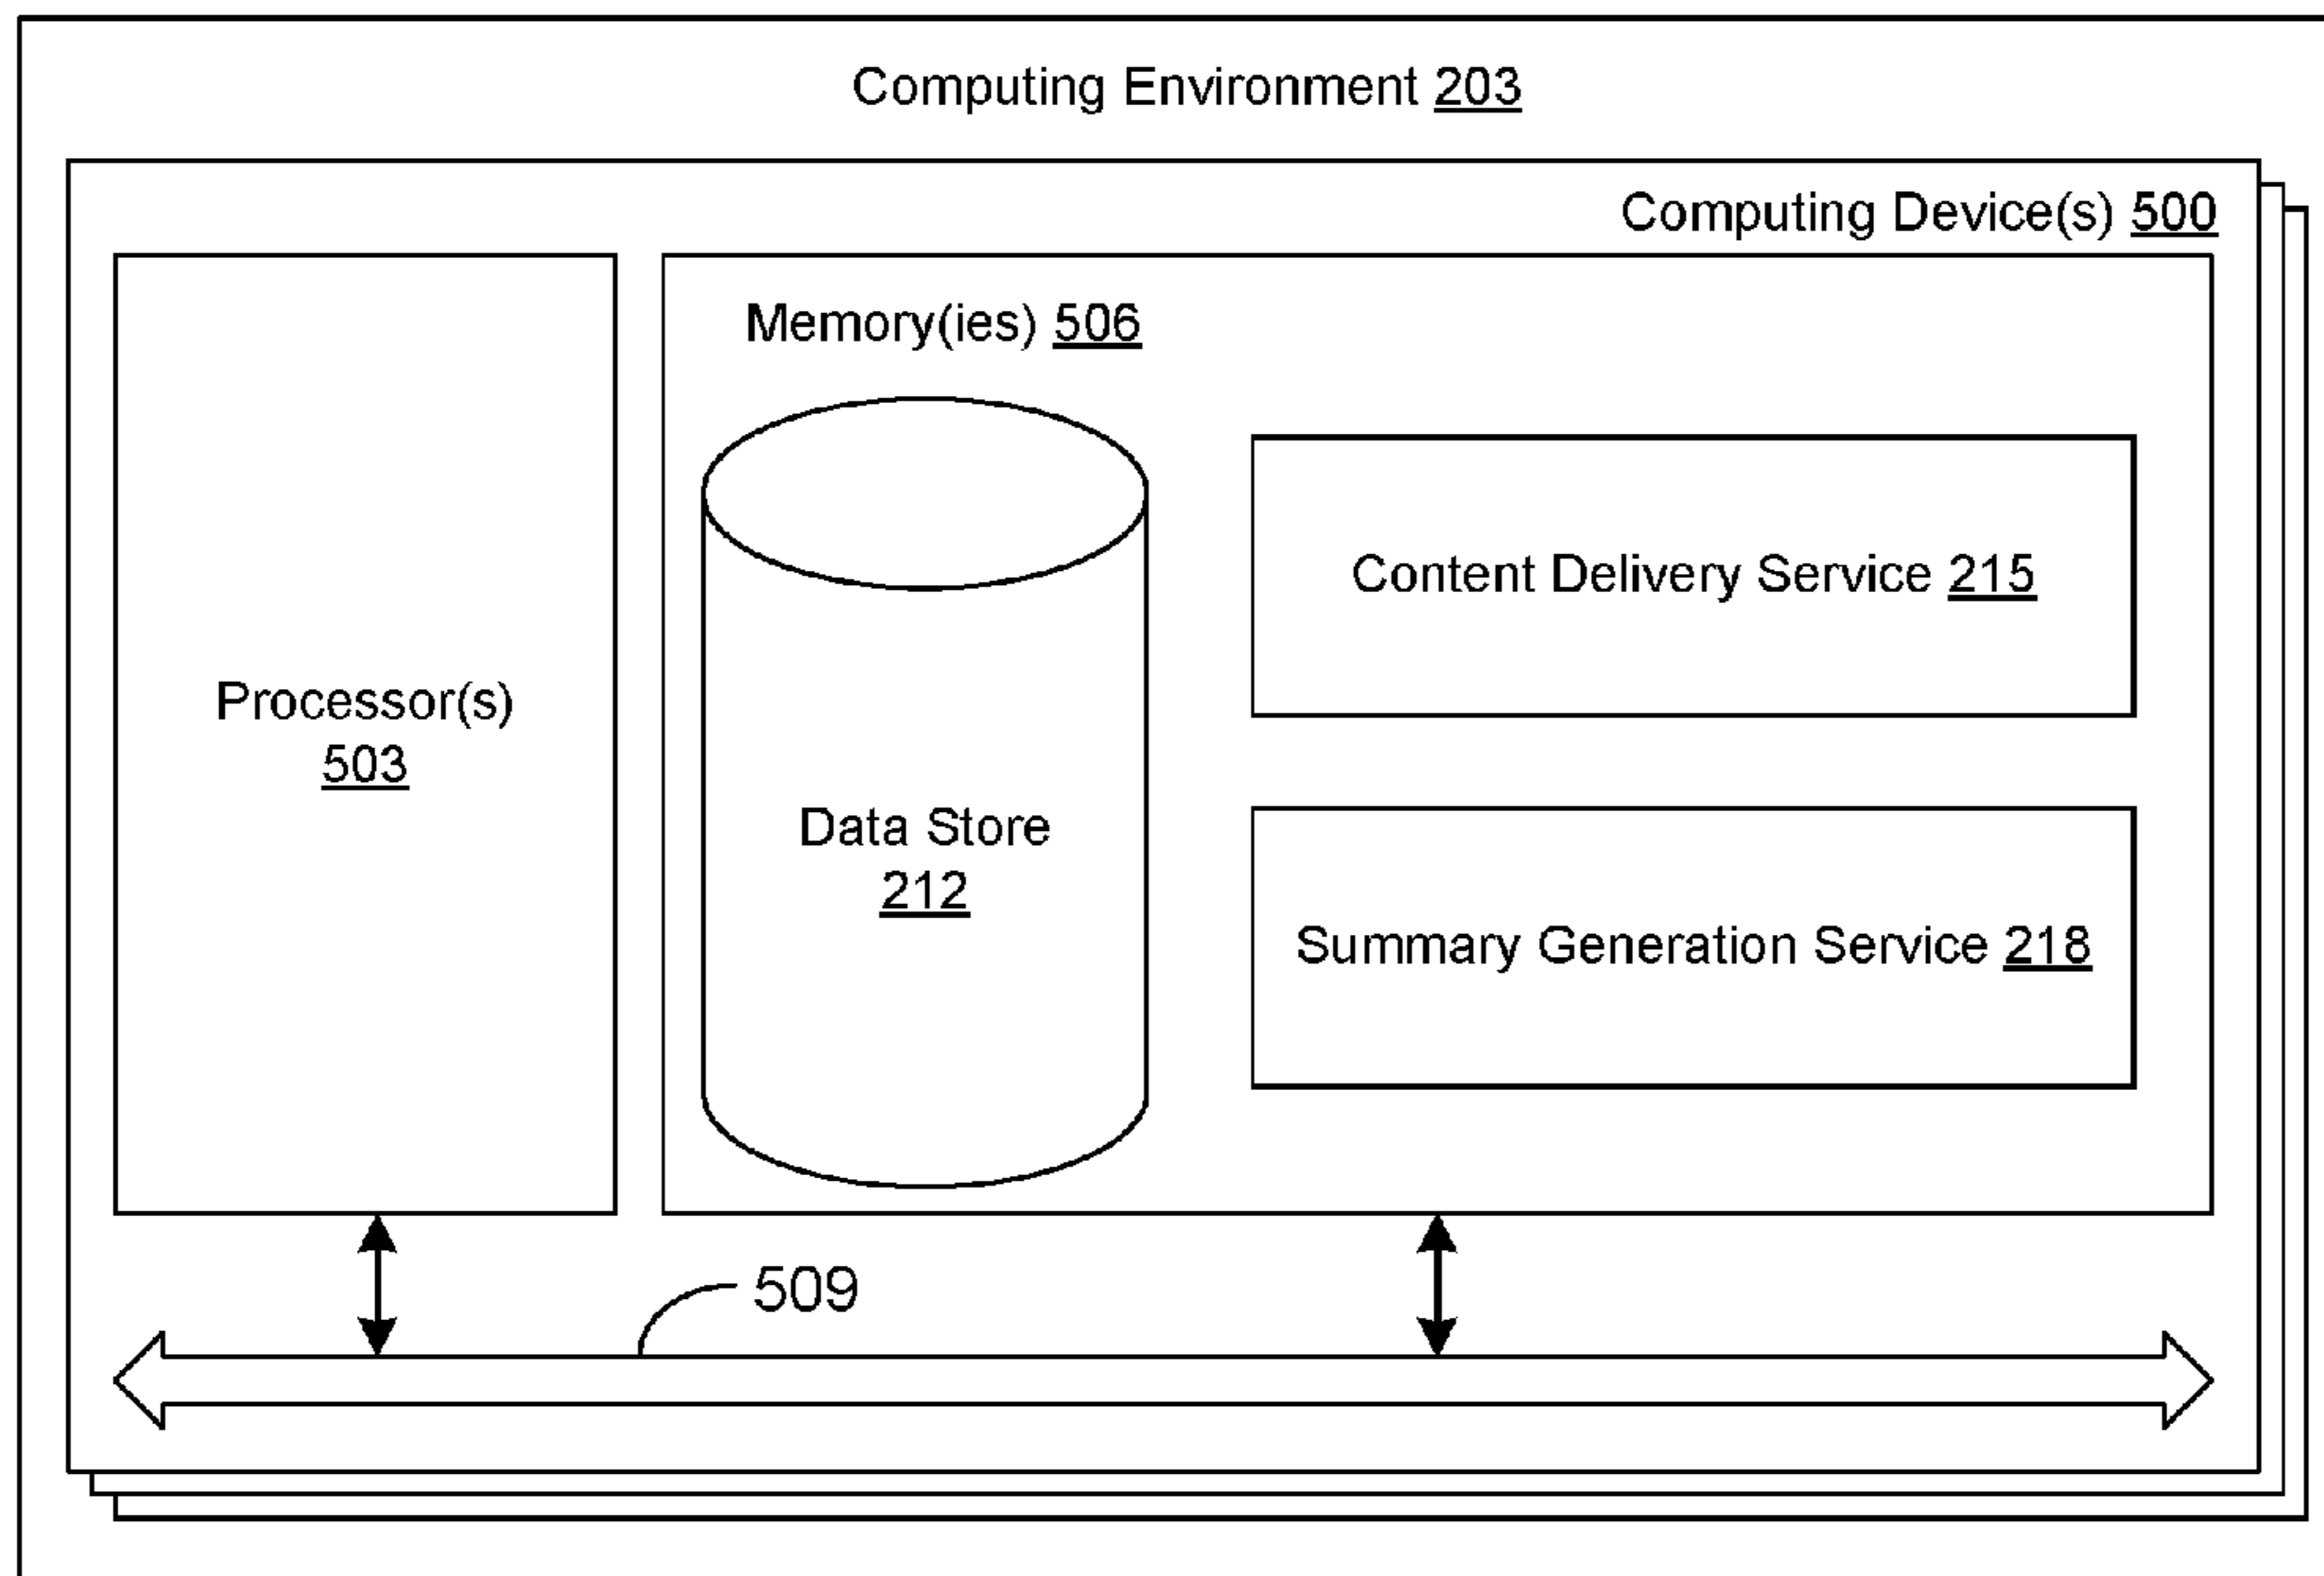 Computing Environment 203
Computing Device(s) 500
Memory(ies) 506
Content Delivery Service 215
Processor(s)
503
Data Store
212
Summary Generation Service 218
509